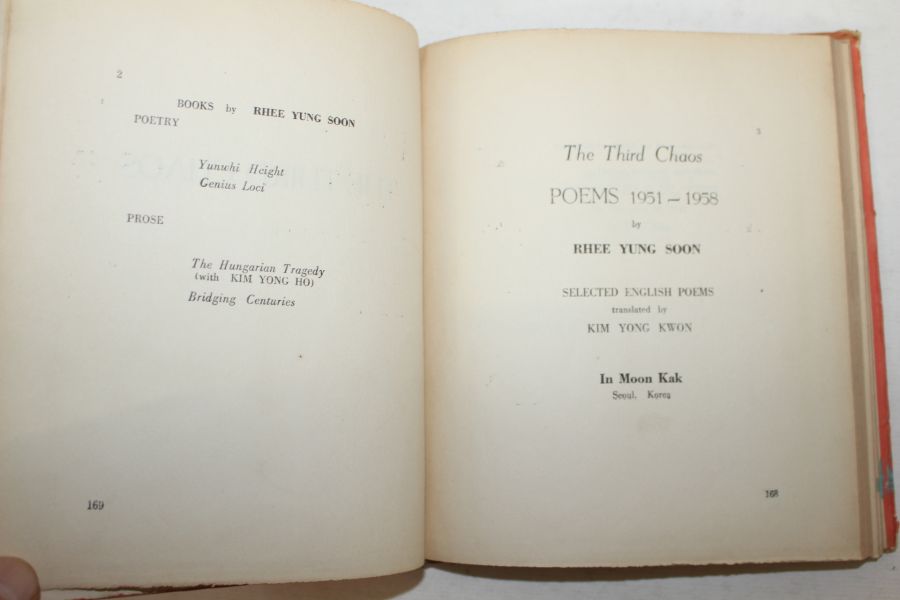 2
BOOKS by RHEE YUNG SOON
POETRY
Yunuchi Height
Genius Loci
PROSE
The Hungarian Tragedy
(with KIM YONG HO)
Bridging Centuries
169
3
The Third Chaos
POEMS 1951 — 1958
by
RHEE YUNG SOON
SELECTED ENGLISH POEMS
translated by
KIM YONG KWON
In Moon Kak
Seoul, Korea
168